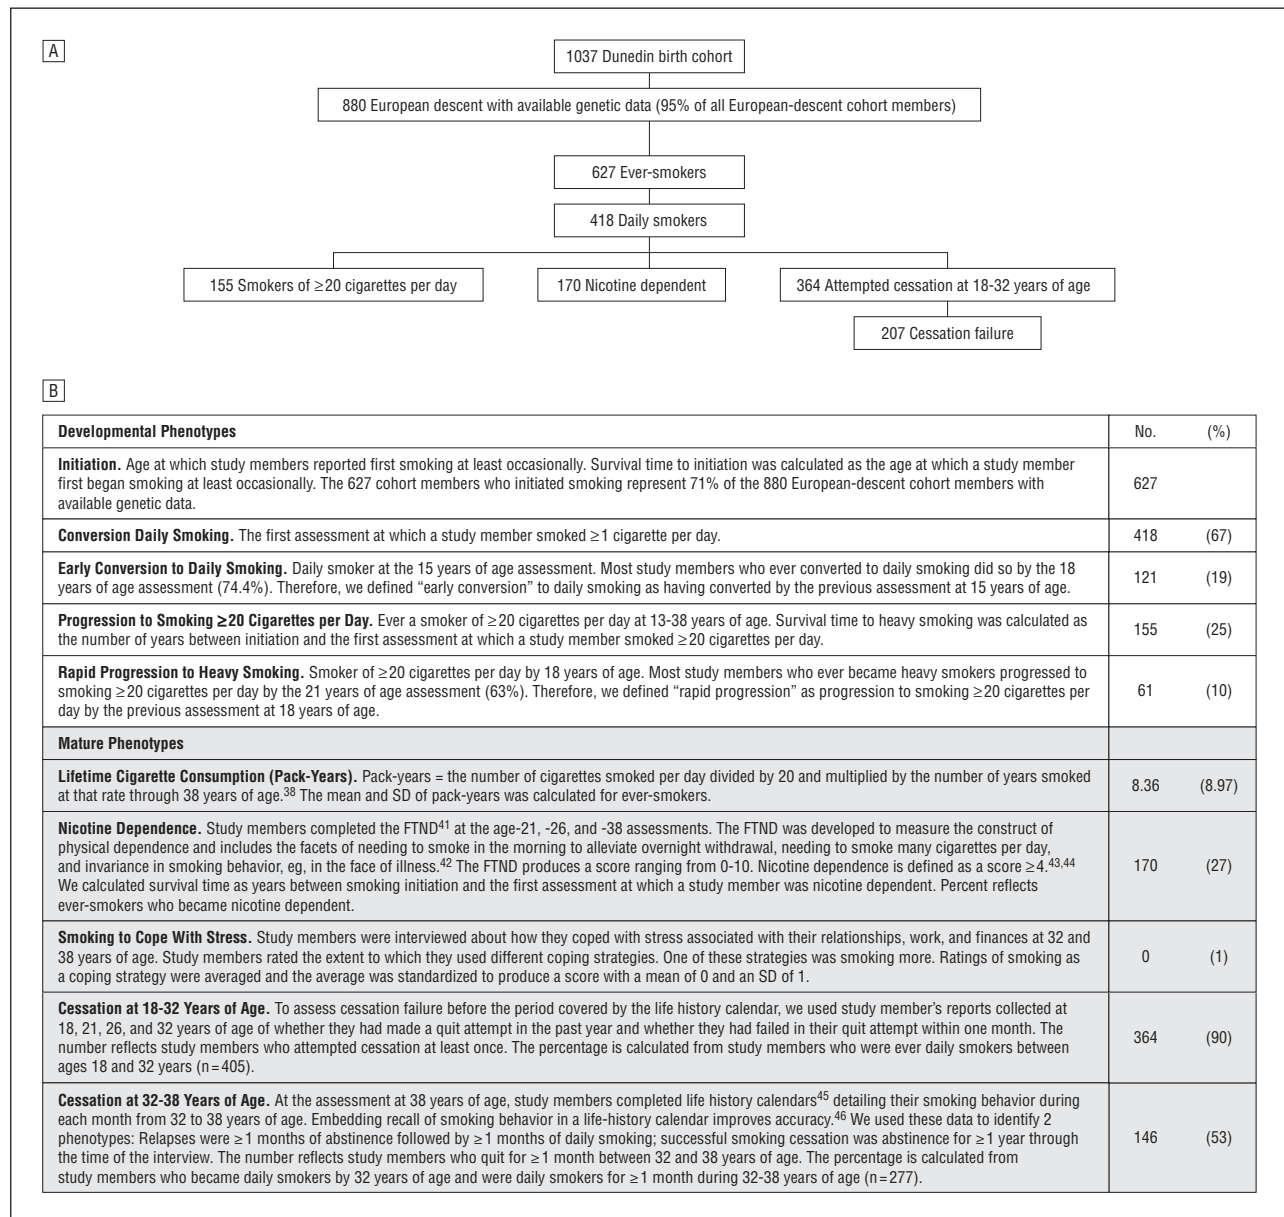 A
1037 Dunedin birth cohort
880 European descent with available genetic data (95% of all European-descent cohort members)
627 Ever-smokers
418 Daily smokers
155 Smokers of ≥20 cigarettes per day
170 Nicotine dependent
364 Attempted cessation at 18-32 years of age
207 Cessation failure
B
Developmental Phenotypes No. (%)
Initiation. Age at which study members reported first smoking at least occasionally. Survival time to initiation was calculated as the age at which a study member
first began smoking at least occasionally. The 627 cohort members who initiated smoking represent 71% of the 880 European-descent cohort members with
available genetic data.
627
Conversion Daily Smoking. The first assessment at which a study member smoked ≥1 cigarette per day. 418 (67)
Early Conversion to Daily Smoking. Daily smoker at the 15 years of age assessment. Most study members who ever converted to daily smoking did so by the 18
years of age assessment (74.4%). Therefore, we defined “early conversion” to daily smoking as having converted by the previous assessment at 15 years of age.
121 (19)
Progression to Smoking ≥20 Cigarettes per Day. Ever a smoker of ≥20 cigarettes per day at 13-38 years of age. Survival time to heavy smoking was calculated as
the number of years between initiation and the first assessment at which a study member smoked ≥20 cigarettes per day.
155 (25)
Rapid Progression to Heavy Smoking. Smoker of ≥20 cigarettes per day by 18 years of age. Most study members who ever became heavy smokers progressed to
smoking ≥20 cigarettes per day by the 21 years of age assessment (63%). Therefore, we defined “rapid progression” as progression to smoking ≥20 cigarettes per
day by the previous assessment at 18 years of age.
61 (10)
Mature Phenotypes
Lifetime Cigarette Consumption (Pack-Years). Pack-years = the number of cigarettes smoked per day divided by 20 and multiplied by the number of years smoked
at that rate through 38 years of age.38 The mean and SD of pack-years was calculated for ever-smokers.
8.36 (8.97)
Nicotine Dependence. Study members completed the FTND41 at the age-21, -26, and -38 assessments. The FTND was developed to measure the construct of
physical dependence and includes the facets of needing to smoke in the morning to alleviate overnight withdrawal, needing to smoke many cigarettes per day,
and invariance in smoking behavior, eg, in the face of illness.42 The FTND produces a score ranging from 0-10. Nicotine dependence is defined as a score ≥4.43,44
We calculated survival time as years between smoking initiation and the first assessment at which a study member was nicotine dependent. Percent reflects
ever-smokers who became nicotine dependent.
170 (27)
Smoking to Cope With Stress. Study members were interviewed about how they coped with stress associated with their relationships, work, and finances at 32 and
38 years of age. Study members rated the extent to which they used different coping strategies. One of these strategies was smoking more. Ratings of smoking as
a coping strategy were averaged and the average was standardized to produce a score with a mean of 0 and an SD of 1.
0 (1)
Cessation at 18-32 Years of Age. To assess cessation failure before the period covered by the life history calendar, we used study member’s reports collected at
18, 21, 26, and 32 years of age of whether they had made a quit attempt in the past year and whether they had failed in their quit attempt within one month. The
number reflects study members who attempted cessation at least once. The percentage is calculated from study members who were ever daily smokers between
ages 18 and 32 years (n=405).
364 (90)
Cessation at 32-38 Years of Age. At the assessment at 38 years of age, study members completed life history calendars45 detailing their smoking behavior during
each month from 32 to 38 years of age. Embedding recall of smoking behavior in a life-history calendar improves accuracy.46 We used these data to identify 2
phenotypes: Relapses were ≥1 months of abstinence followed by ≥1 months of daily smoking; successful smoking cessation was abstinence for ≥1 year through
the time of the interview. The number reflects study members who quit for ≥1 month between 32 and 38 years of age. The percentage is calculated from
study members who became daily smokers by 32 years of age and were daily smokers for ≥1 month during 32-38 years of age (n=277).
146 (53)